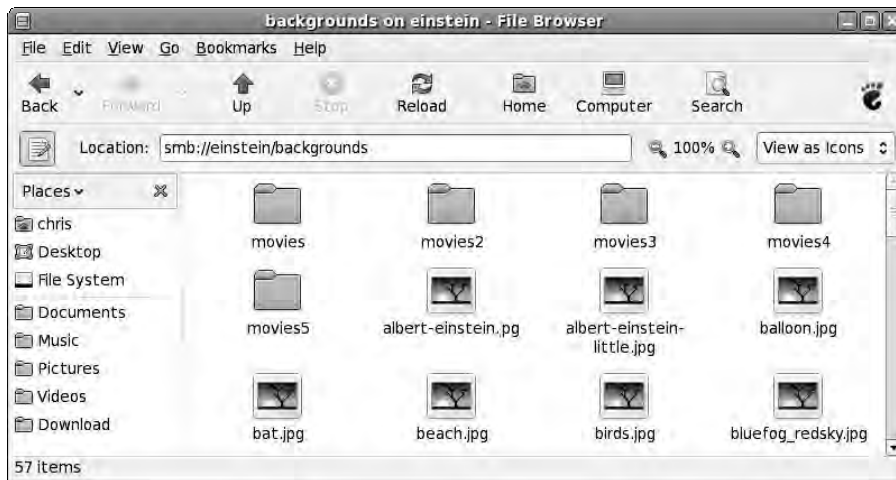 backgrounds on einstein - File Browser
File Edit View Go Bookmarks Help
Back Forward Up Stop Reload Home Computer Search
Location: smb://einstein/backgrounds 100% View as Icons
Places
chris
Desktop
File System
Documents
Music
Pictures
Videos
Download
movies movies2 movies3 movies4
movies5 albert-einstein.pg albert-einstein-little.jpg balloon.jpg
bat.jpg beach.jpg birds.jpg bluefog_redsky.jpg
57 items